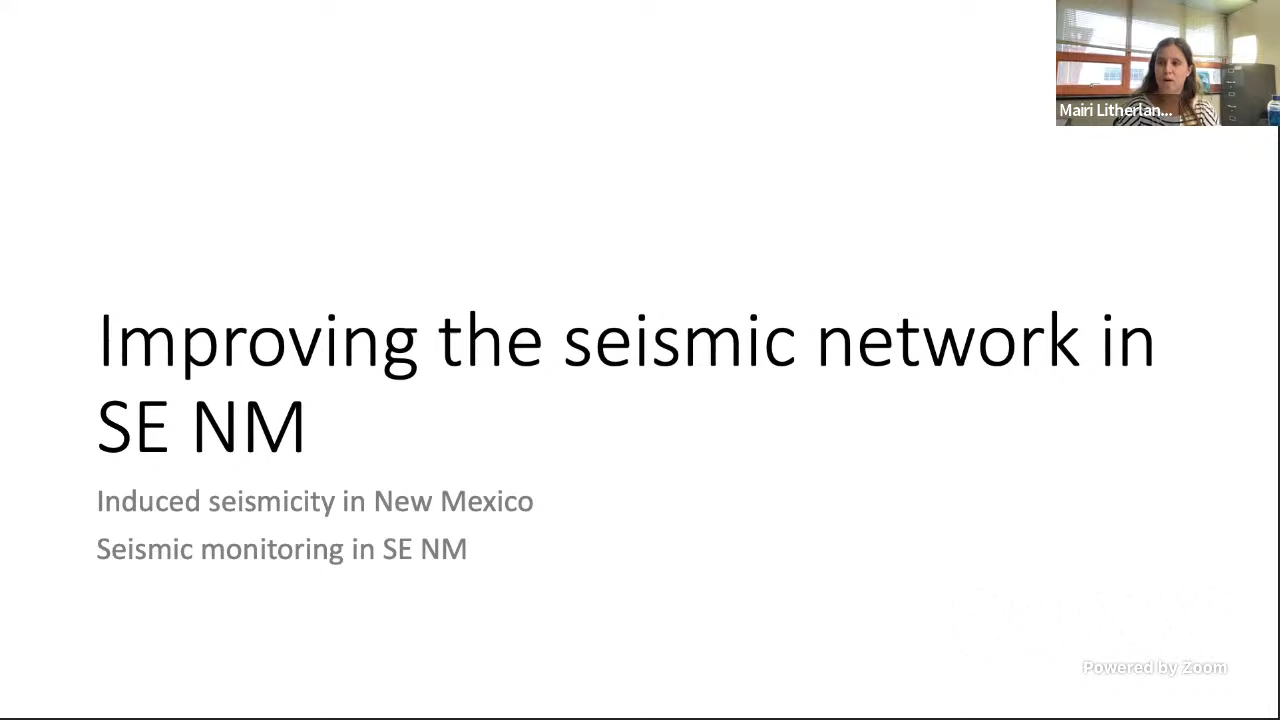 Mairi Litherlan...
Improving the seismic network in
SE NM
Induced seismicity in New Mexico
Seismic monitoring in SE NM
Powered by Zoom